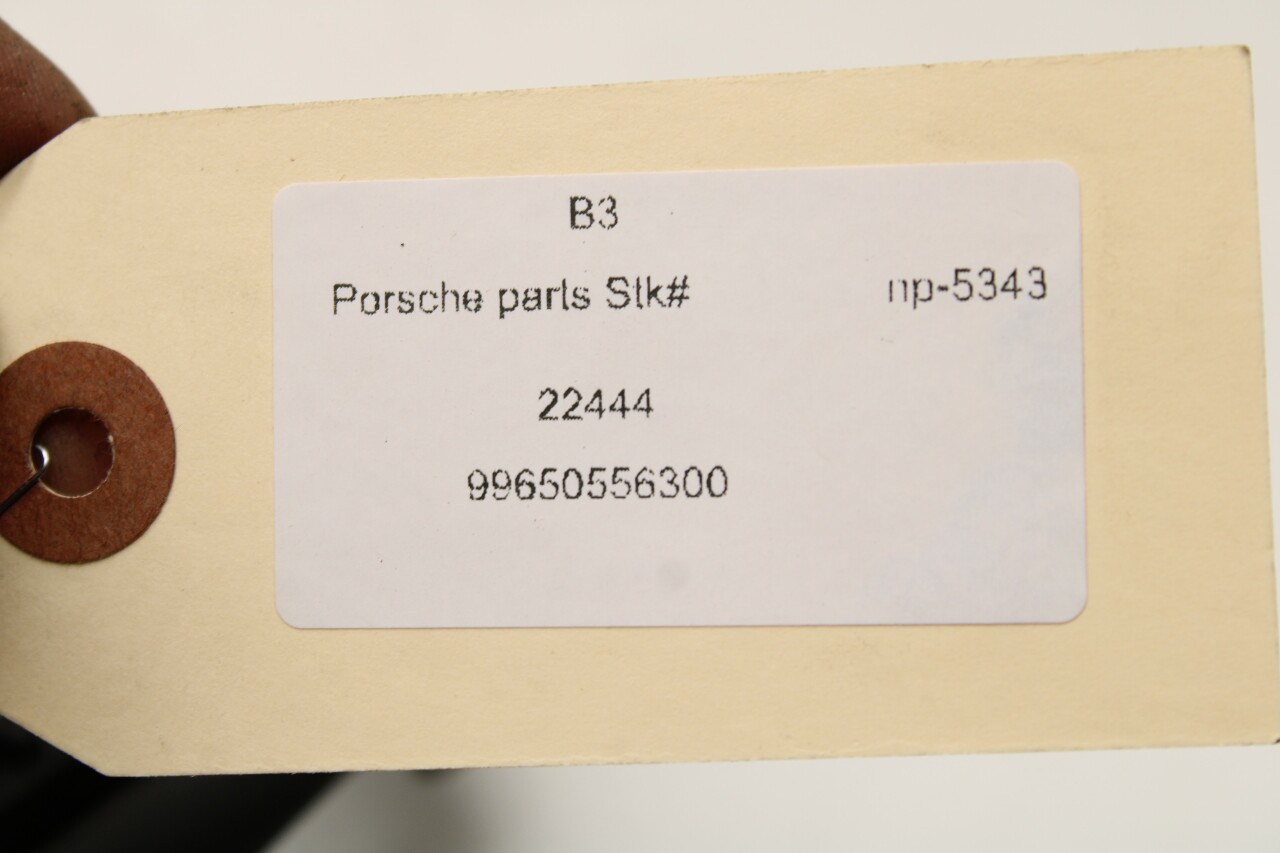 B3
Porsche parts Stk# np-5343
22444
99650556300